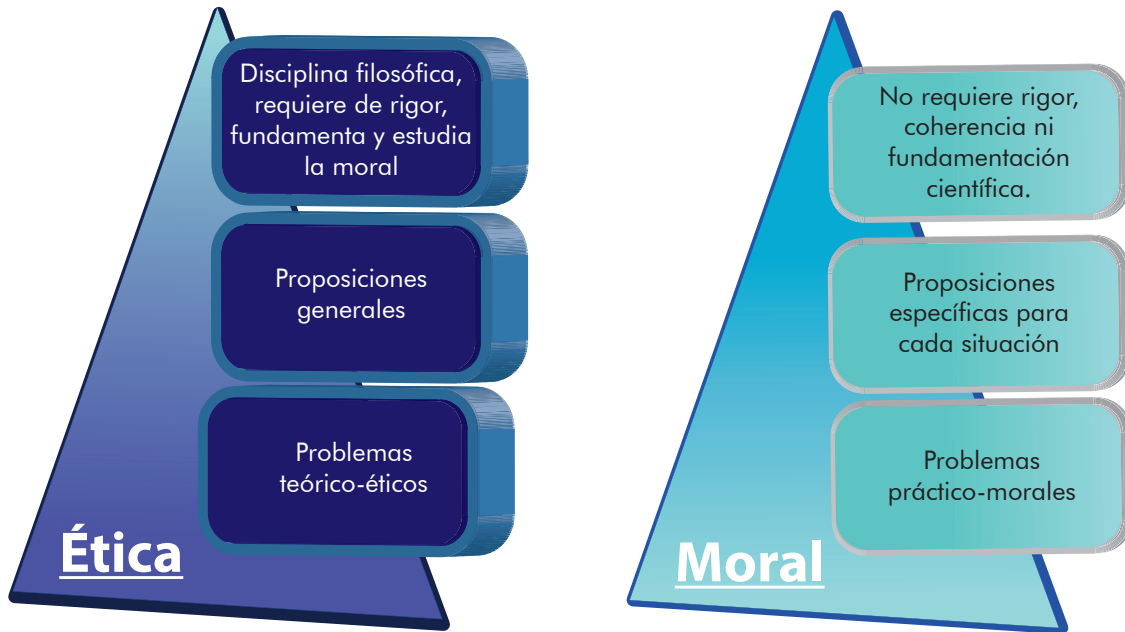 Disciplina filosófica,
requiere de rigor,
fundamenta y estudia
la moral
Proposiciones
generales
Problemas
teórico-éticos
Ética
No requiere rigor,
coherencia ni
fundamentación
científica.
Proposiciones
específicas para
cada situación
Problemas
práctico-morales
Moral